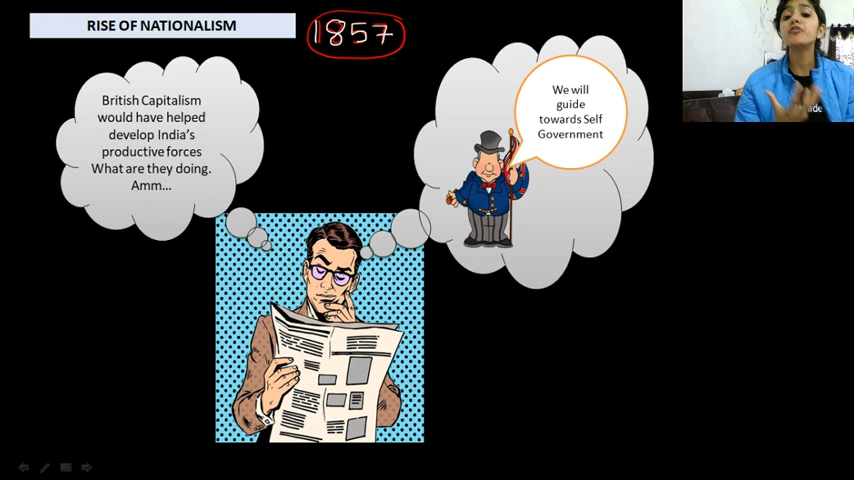 RISE OF NATIONALISM
1857
British Capitalism
would have helped
develop India's
productive forces
What are they doing.
Amm...
We will
guide
towards Self
Government